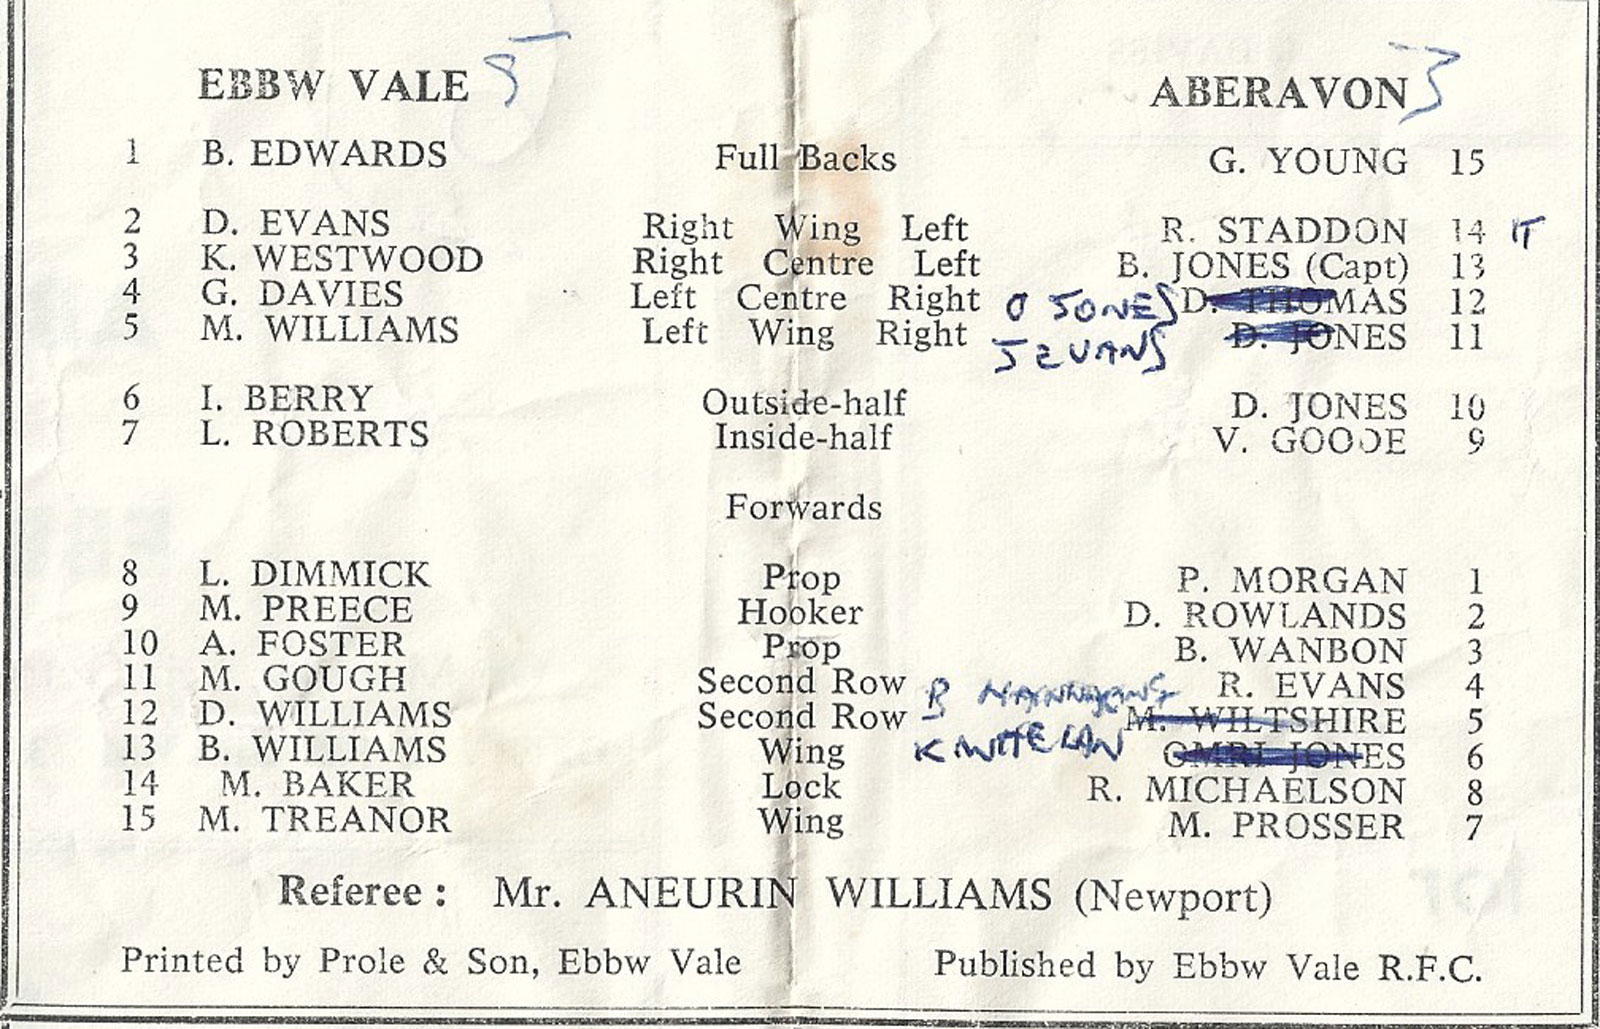 EBBW VALE 5 ABERAVON 3
1 B. EDWARDS Full Backs G. YOUNG 15
2 D. EVANS Right Wing Left R. STADDON 14 1T
3 K. WESTWOOD Right Centre Left B. JONES (Capt) 13
4 G. DAVIES Left Centre Right O JONES D. THOMAS 12
5 M. WILLIAMS Left Wing Right J EVANS D. JONES 11
6 I. BERRY Outside-half D. JONES 10
7 L. ROBERTS Inside-half V. GOODE 9
Forwards
8 L. DIMMICK Prop P. MORGAN 1
9 M. PREECE Hooker D. ROWLANDS 2
10 A. FOSTER Prop B. WANBON 3
11 M. GOUGH Second Row R. EVANS 4
12 D. WILLIAMS Second Row B M. WILTSHIRE 5
13 B. WILLIAMS Wing K OMRI JONES 6
14 M. BAKER Lock R. MICHAELSON 8
15 M. TREANOR Wing M. PROSSER 7
Referee : Mr. ANEURIN WILLIAMS (Newport)
Printed by Prole & Son, Ebbw Vale Published by Ebbw Vale R.F.C.